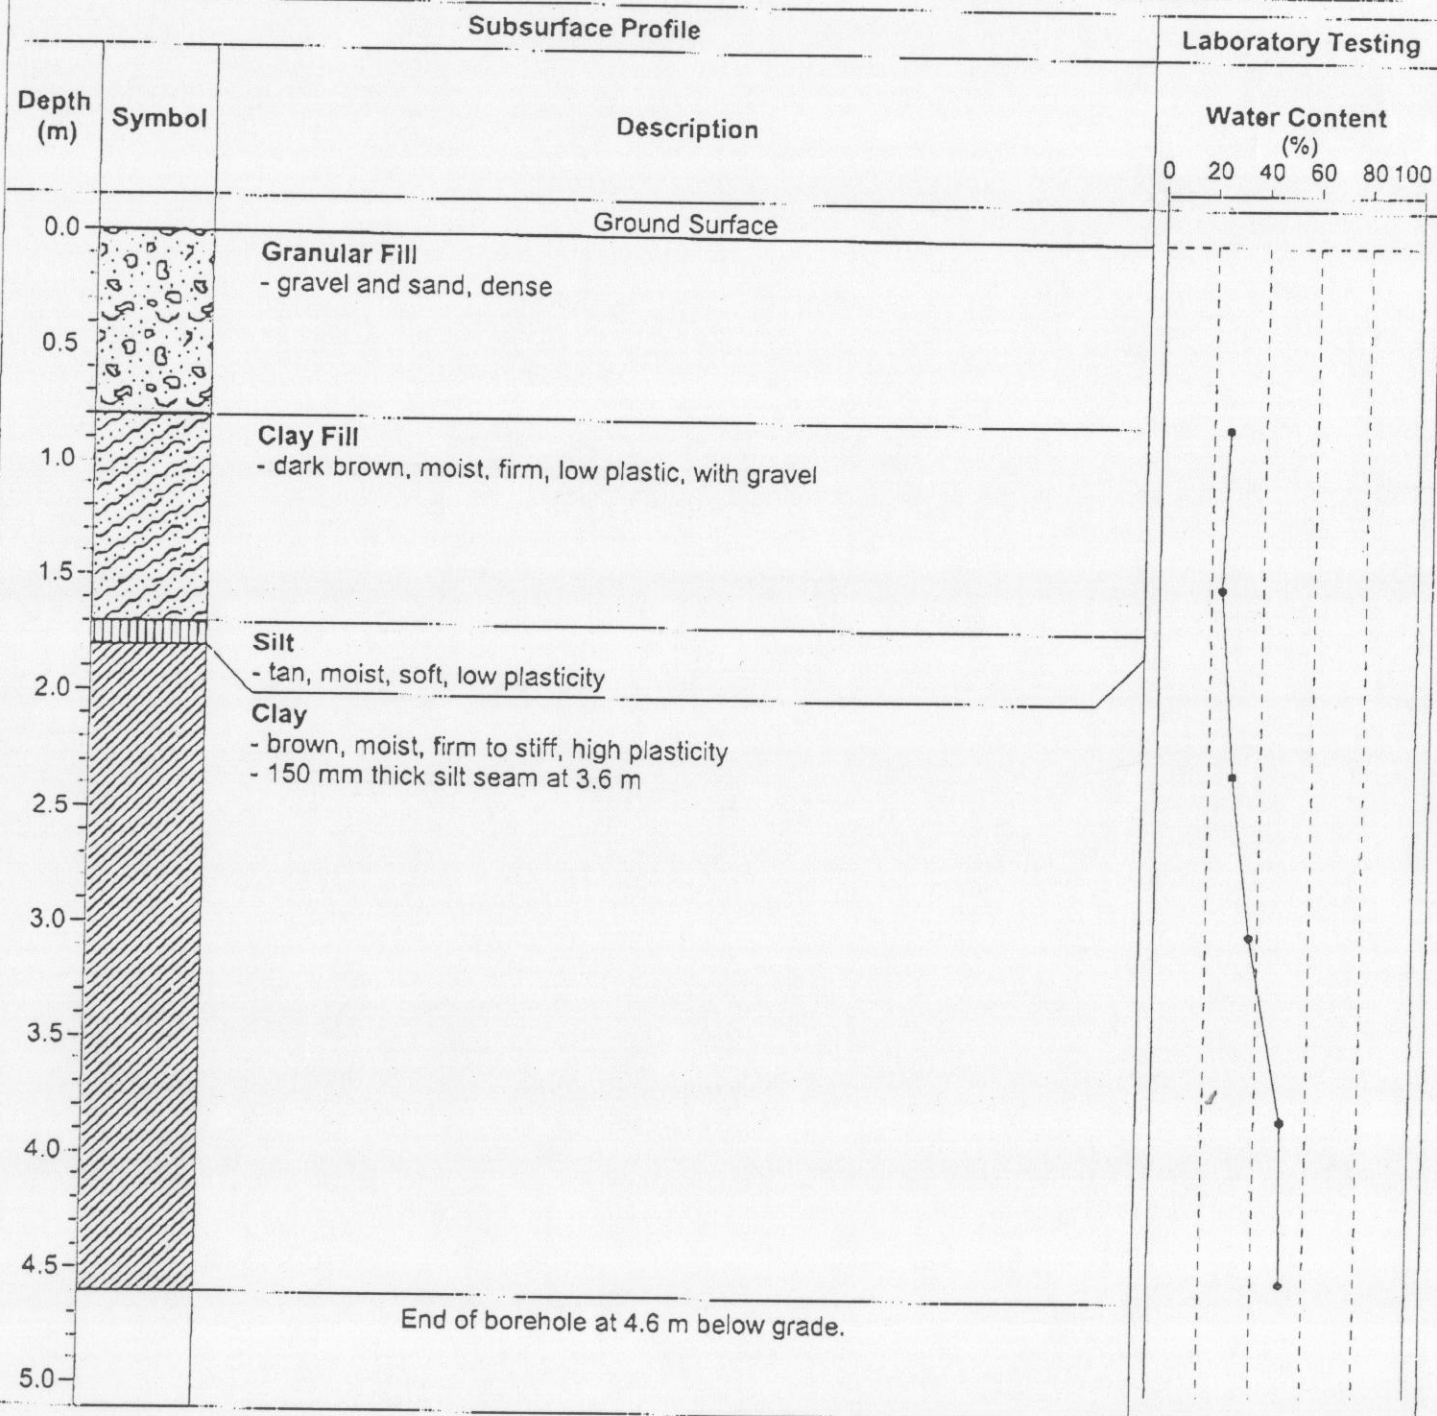 Subsurface Profile
Laboratory Testing
Depth
(m)
Symbol
Description
Water Content
(%)
0 20 40 60 80 100
Ground Surface
0.0
Granular Fill
- gravel and sand, dense
0.5
Clay Fill
1.0
- dark brown, moist, firm, low plastic, with gravel
1.5
Silt
- tan, moist, soft, low plasticity
2.0
Clay
- brown, moist, firm to stiff, high plasticity
- 150 mm thick silt seam at 3.6 m
2.5
3.0
3.5
4.0
4.5
End of borehole at 4.6 m below grade.
5.0